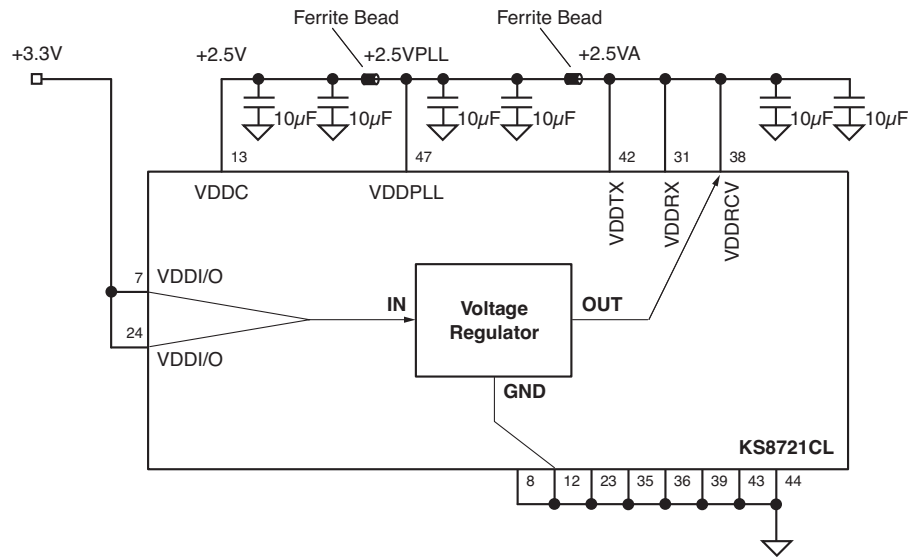 Ferrite Bead
Ferrite Bead
+3.3V
+2.5V
+2.5VPLL
+2.5VA
10µF
10µF
10µF
10µF
10µF
10µF
13
47
42
31
38
VDDC
VDDPLL
VDDTX
VDDRX
VDDRCV
7
VDDI/O
IN
Voltage
Regulator
OUT
24
VDDI/O
GND
KS8721CL
8
12
23
35
36
39
43
44